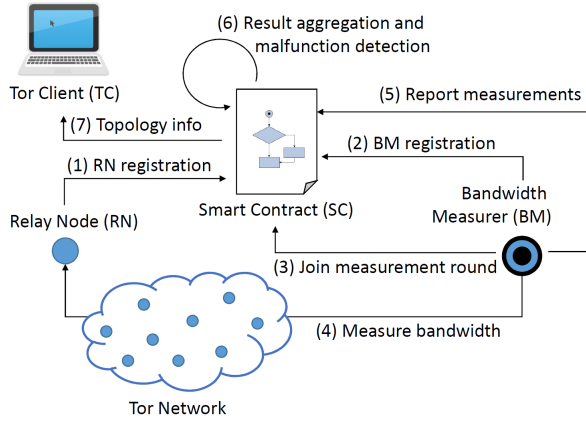 (6) Result aggregation and
malfunction detection
Tor Client (TC)
(5) Report measurements
(7) Topology info
(2) BM registration
(1) RN registration
Bandwidth
Measurer (BM)
Smart Contract (SC)
Relay Node (RN)
(3) Join measurement round
(4) Measure bandwidth
Tor Network